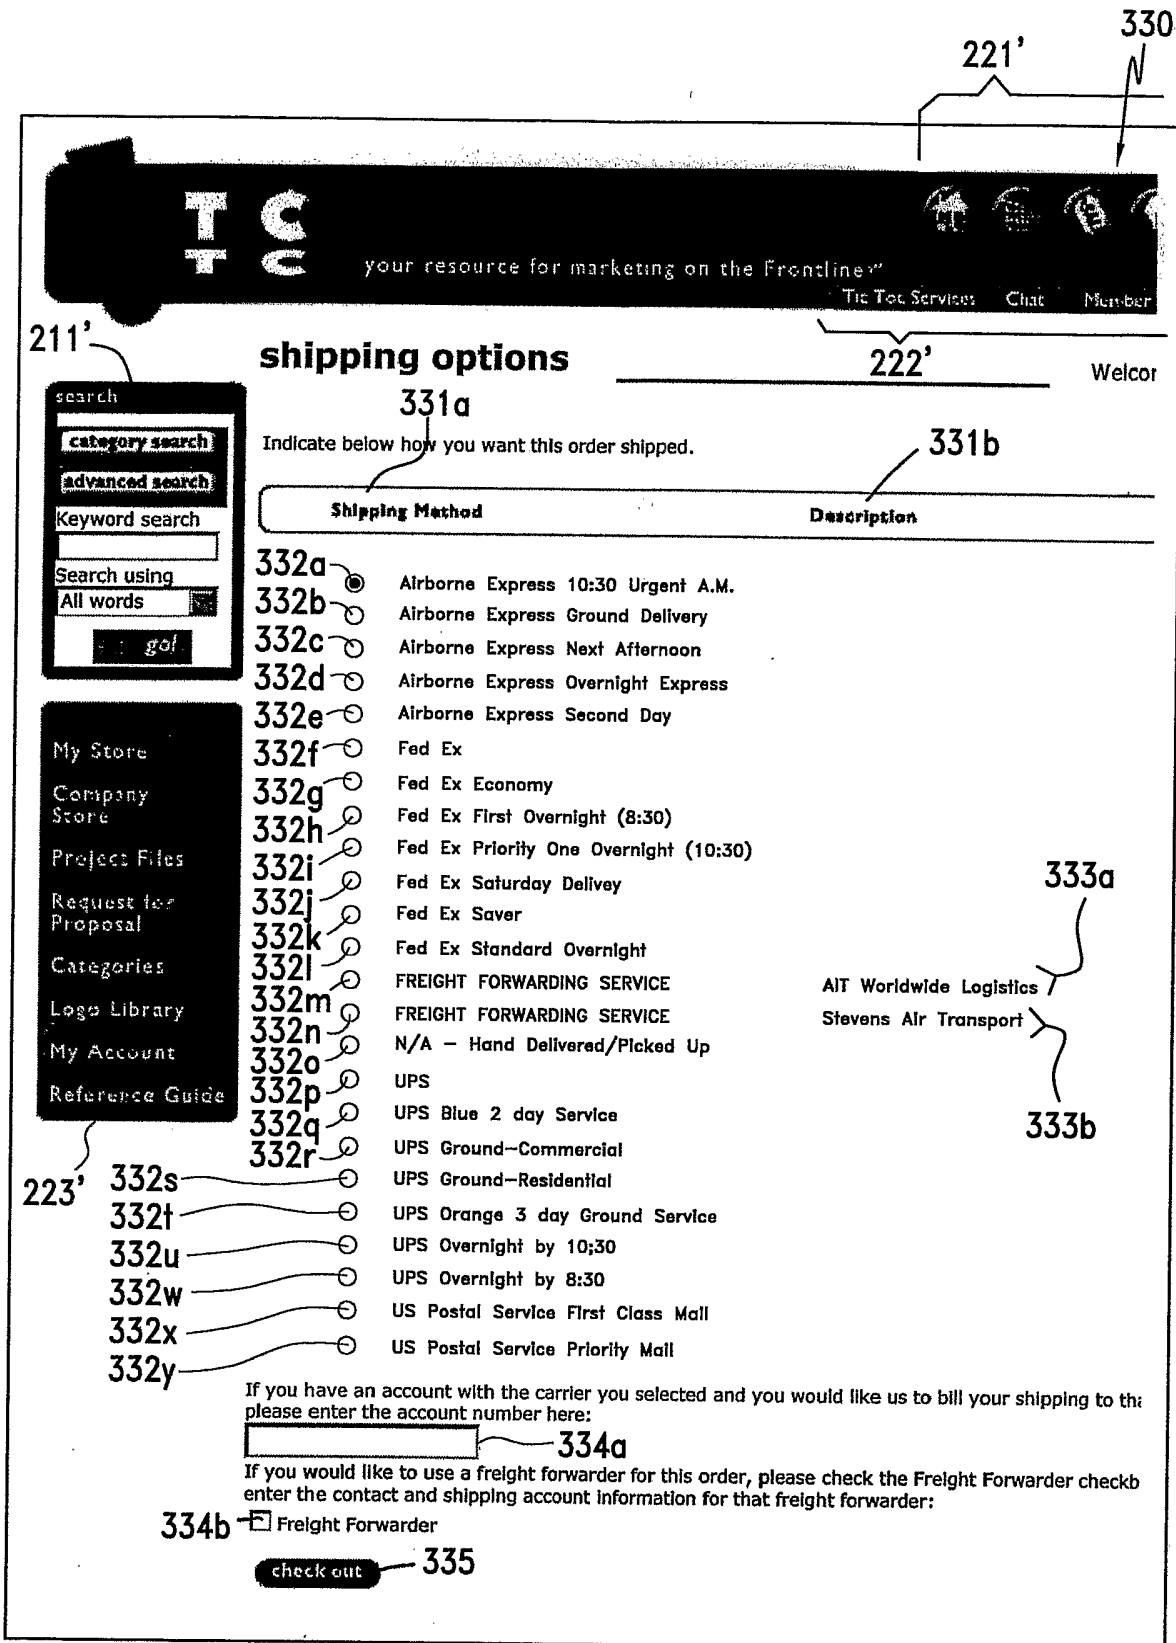 330
221'
T C
T C
your resource for marketing on the Frontline
Tic Toc Services Chat Member
211'
shipping options
222'
Welcor
search
331a
category search
Indicate below how you want this order shipped.
331b
advanced search
Keyword search
Shipping Method Description
Search using
All words
go!
332a Airborne Express 10:30 Urgent A.M.
332b Airborne Express Ground Delivery
332c Airborne Express Next Afternoon
332d Airborne Express Overnight Express
332e Airborne Express Second Day
332f Fed Ex
332g Fed Ex Economy
332h Fed Ex First Overnight (8:30)
332i Fed Ex Priority One Overnight (10:30)
332j Fed Ex Saturday Delivey
332k Fed Ex Saver
332l Fed Ex Standard Overnight
332m FREIGHT FORWARDING SERVICE AIT Worldwide Logistics
333a
332n FREIGHT FORWARDING SERVICE Stevens Air Transport
333b
332o N/A - Hand Delivered/Picked Up
332p UPS
332q UPS Blue 2 day Service
332r UPS Ground-Commercial
332s UPS Ground-Residential
332t UPS Orange 3 day Ground Service
332u UPS Overnight by 10;30
332w UPS Overnight by 8:30
332x US Postal Service First Class Mail
332y US Postal Service Priority Mail
My Store
Company
Store
Project Files
Request for
Proposal
Categories
Logo Library
My Account
Reference Guide
223'
If you have an account with the carrier you selected and you would like us to bill your shipping to tha
please enter the account number here:
334a
If you would like to use a freight forwarder for this order, please check the Freight Forwarder checkb
enter the contact and shipping account information for that freight forwarder:
334b Freight Forwarder
check out 335